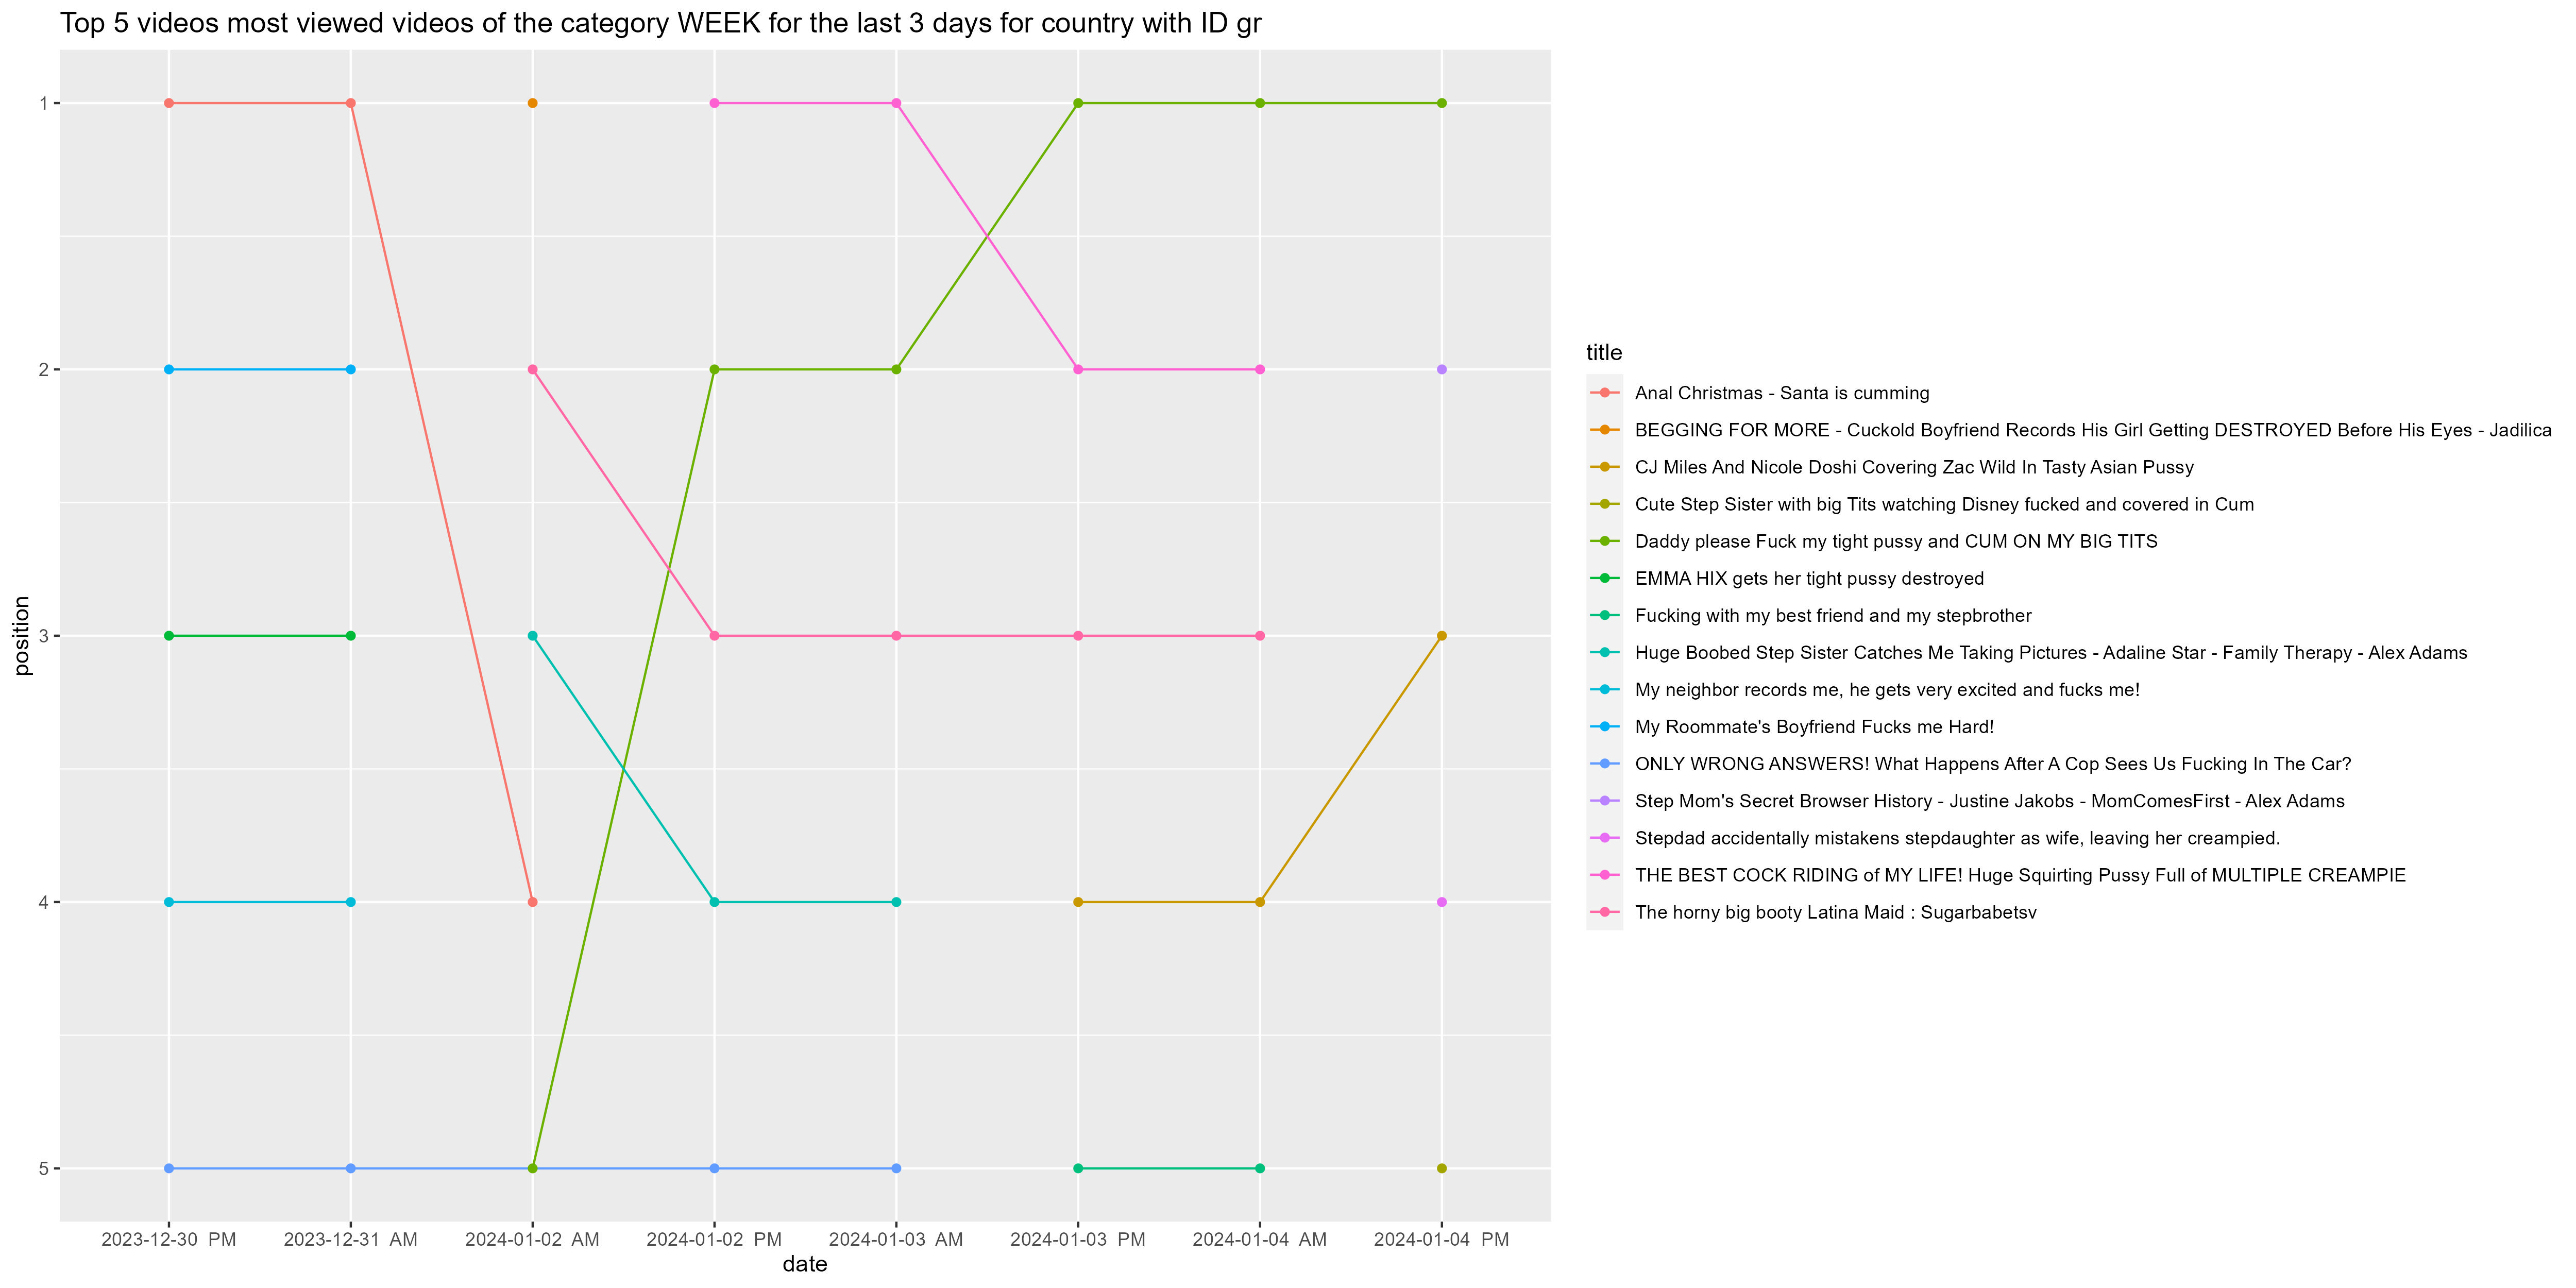 Top 5 videos most viewed videos of the category WEEK for the last 3 days for country with ID gr
position
1
2
3
4
5
2023-12-30 PM
2023-12-31 AM
2024-01-02 AM
2024-01-02 PM
2024-01-03 AM
2024-01-03 PM
2024-01-04 AM
2024-01-04 PM
date
title
Anal Christmas - Santa is cumming
BEGGING FOR MORE - Cuckold Boyfriend Records His Girl Getting DESTROYED Before His Eyes - Jadilica
CJ Miles And Nicole Doshi Covering Zac Wild In Tasty Asian Pussy
Cute Step Sister with big Tits watching Disney fucked and covered in Cum
Daddy please Fuck my tight pussy and CUM ON MY BIG TITS
EMMA HIX gets her tight pussy destroyed
Fucking with my best friend and my stepbrother
Huge Boobed Step Sister Catches Me Taking Pictures - Adaline Star - Family Therapy - Alex Adams
My neighbor records me, he gets very excited and fucks me!
My Roommate's Boyfriend Fucks me Hard!
ONLY WRONG ANSWERS! What Happens After A Cop Sees Us Fucking In The Car?
Step Mom's Secret Browser History - Justine Jakobs - MomComesFirst - Alex Adams
Stepdad accidentally mistakens stepdaughter as wife, leaving her creampied.
THE BEST COCK RIDING of MY LIFE! Huge Squirting Pussy Full of MULTIPLE CREAMPIE
The horny big booty Latina Maid : Sugarbabetsv